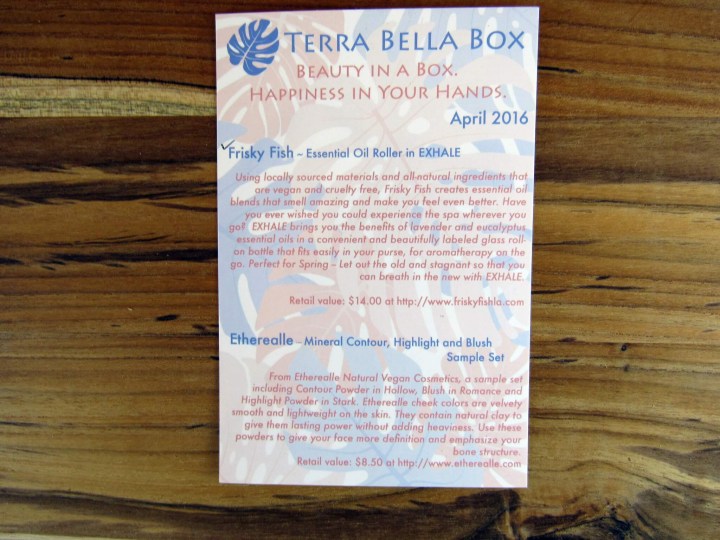 TERRA BELLA BOX
BEAUTY IN A BOX.
HAPPINESS IN YOUR HANDS.
April 2016
Frisky Fish – Essential Oil Roller in EXHALE
Using locally sourced materials and all-natural ingredients that
are vegan and cruelty free, Frisky Fish creates essential oil
blends that smell amazing and make you feel even better. Have
you ever wished you could experience the spa wherever you
go? EXHALE brings you the benefits of lavender and eucalyptus
essential oils in a convenient and beautifully labeled glass roll-
on bottle that fits easily in your purse, for aromatherapy on the
go. Perfect for Spring – Let out the old and stagnant so that you
can breath in the new with EXHALE.
Retail value: $14.00 at http://www.friskyfishla.com
Etherealle – Mineral Contour, Highlight and Blush
Sample Set
From Etherealle Natural Vegan Cosmetics, a sample set
including Contour Powder in Hollow, Blush in Romance and
Highlight Powder in Stark. Etherealle cheek colors are velvety
smooth and lightweight on the skin. They contain natural clay to
give them lasting power without adding heaviness. Use these
powders to give your face more definition and emphasize your
bone structure.
Retail value: $8.50 at http://www.etherealle.com